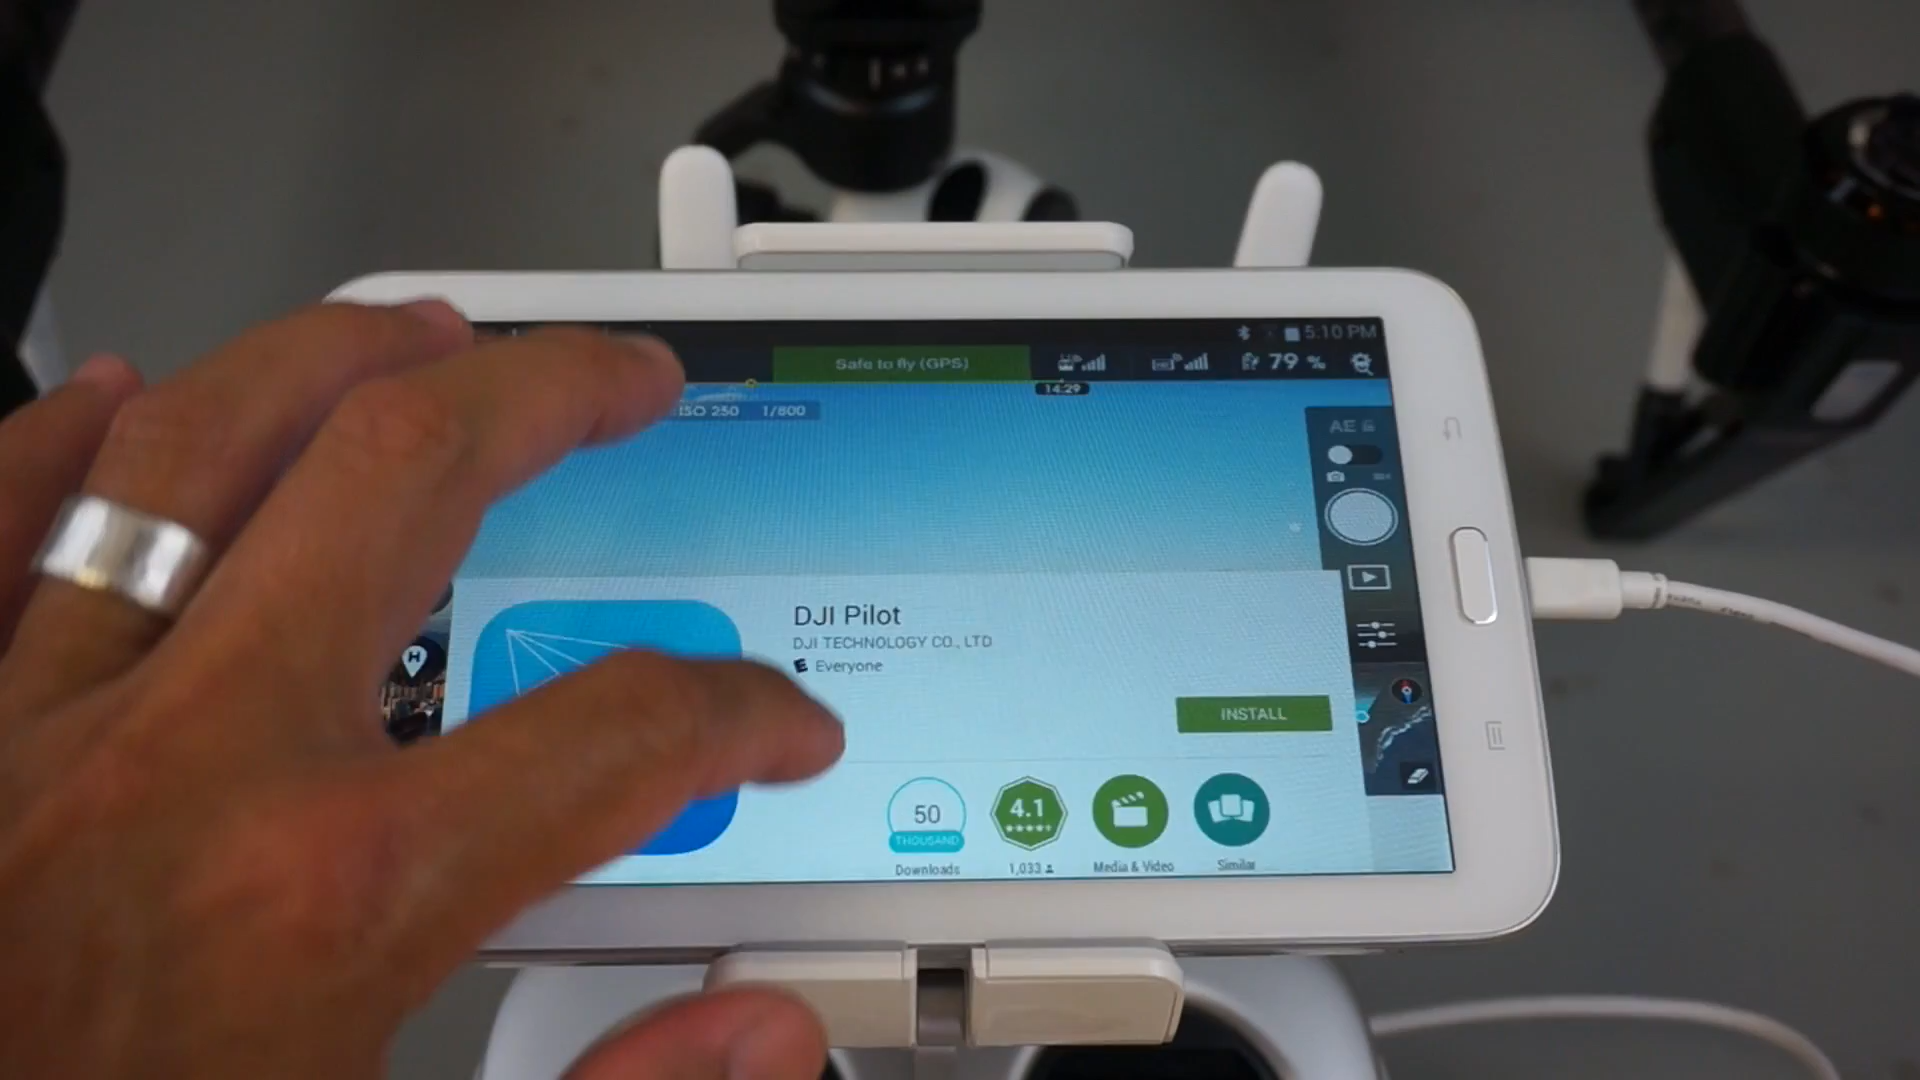 5:10 PM
Safe to fly (GPS)
79 %
14:29
ISO 250 1/800
AE
H
DJI Pilot
DJI TECHNOLOGY CO., LTD
E Everyone
INSTALL
50
THOUSAND
Downloads
4.1
1,033
Media & Video
Similar